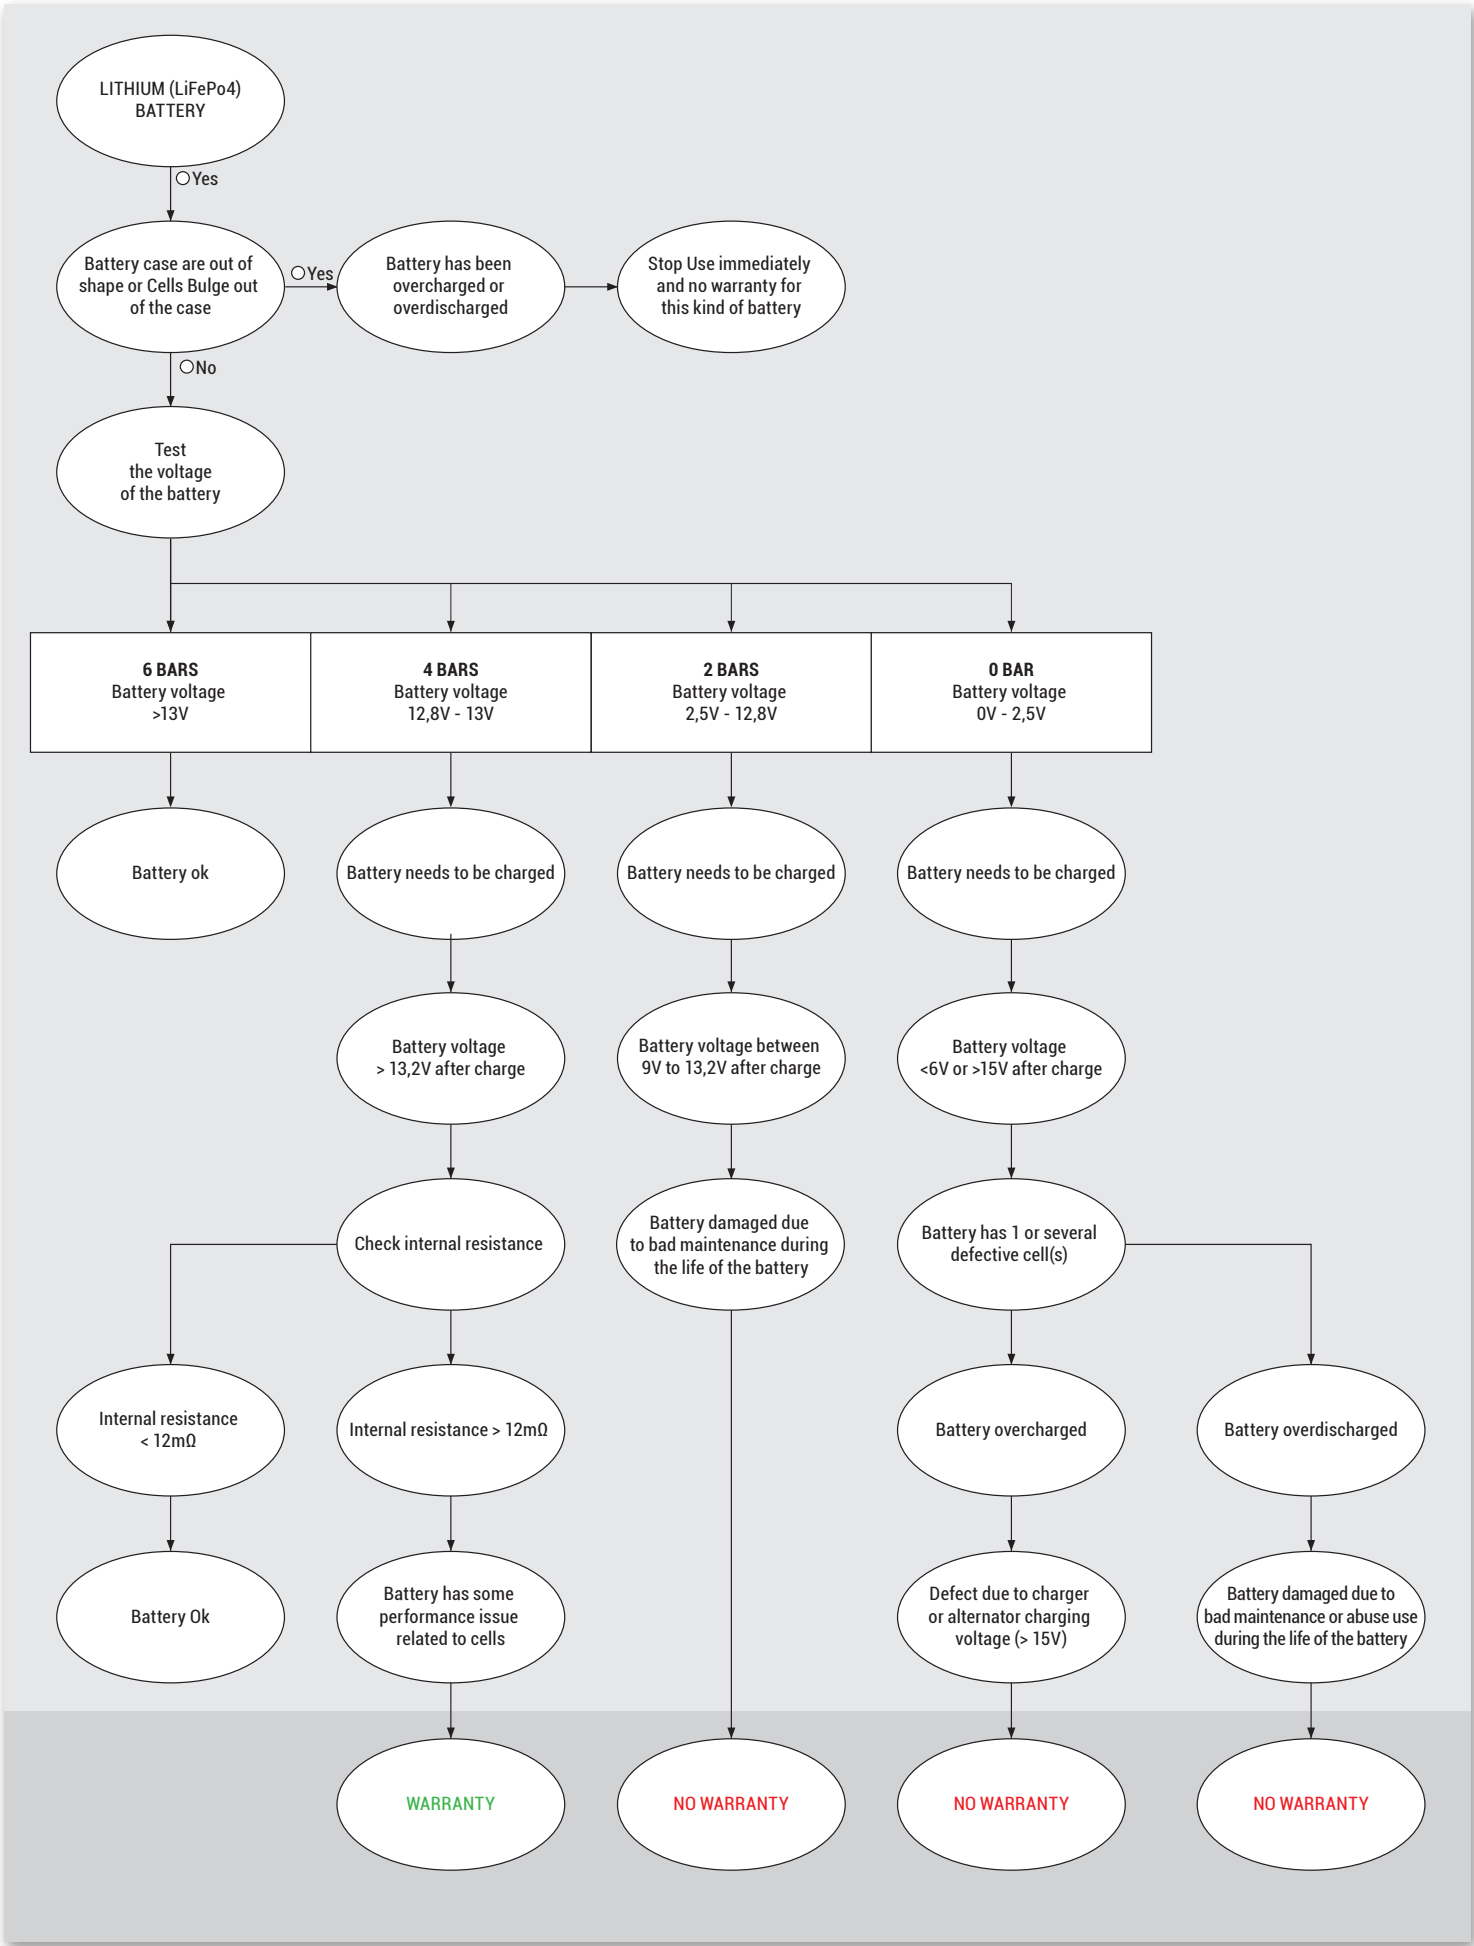 LITHIUM (LiFePo4)
BATTERY
Yes
Battery case are out of
shape or Cells Bulge out
of the case
Yes
Battery has been
overcharged or
overdischarged
Stop Use immediately
and no warranty for
this kind of battery
No
Test
the voltage
of the battery
6 BARS
Battery voltage
>13V
4 BARS
Battery voltage
12,8V - 13V
2 BARS
Battery voltage
2,5V - 12,8V
0 BAR
Battery voltage
0V - 2,5V
Battery ok
Battery needs to be charged
Battery needs to be charged
Battery needs to be charged
Battery voltage
> 13,2V after charge
Battery voltage between
9V to 13,2V after charge
Battery voltage
<6V or >15V after charge
Check internal resistance
Battery damaged due
to bad maintenance during
the life of the battery
Battery has 1 or several
defective cell(s)
Internal resistance
< 12mΩ
Internal resistance > 12mΩ
Battery overcharged
Battery overdischarged
Battery Ok
Battery has some
performance issue
related to cells
Defect due to charger
or alternator charging
voltage (> 15V)
Battery damaged due to
bad maintenance or abuse use
during the life of the battery
WARRANTY
NO WARRANTY
NO WARRANTY
NO WARRANTY